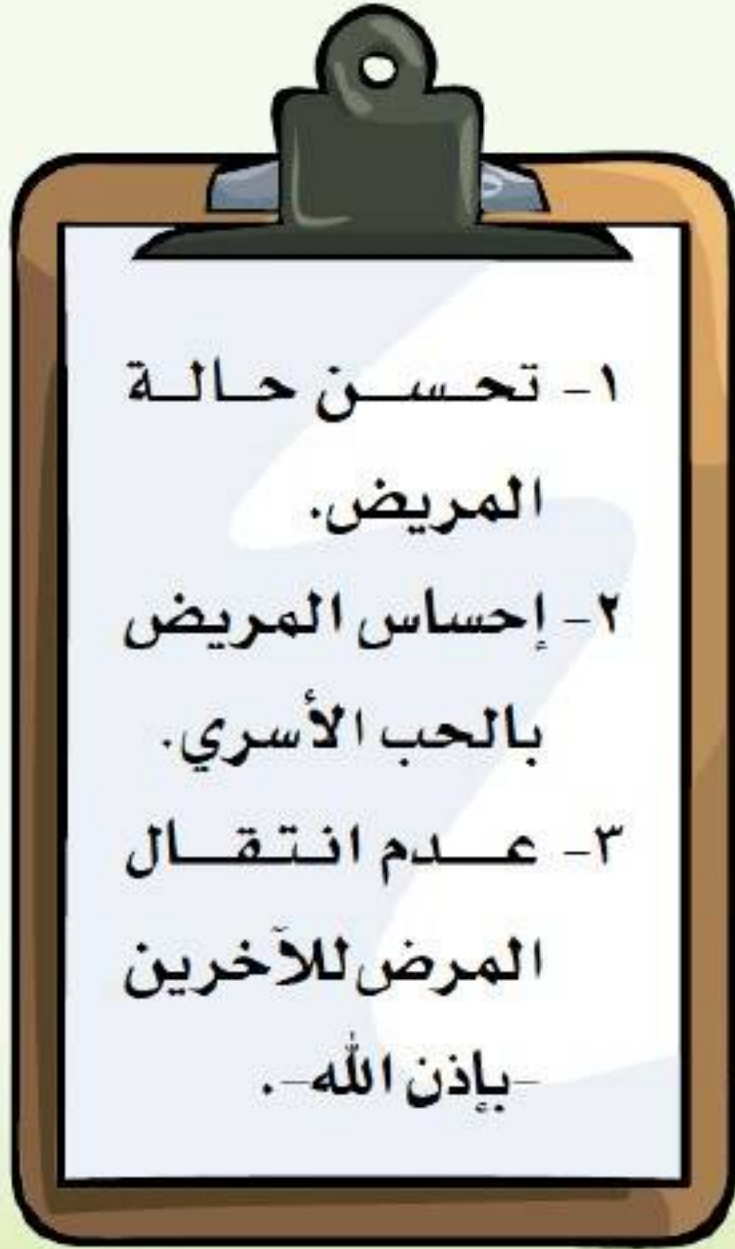 ١- تحسن حالة
المريض.
٢- إحساس المريض
بالحب الأسري.
٣- عدم انتقال
المرض للآخرين
-بإذن الله-.